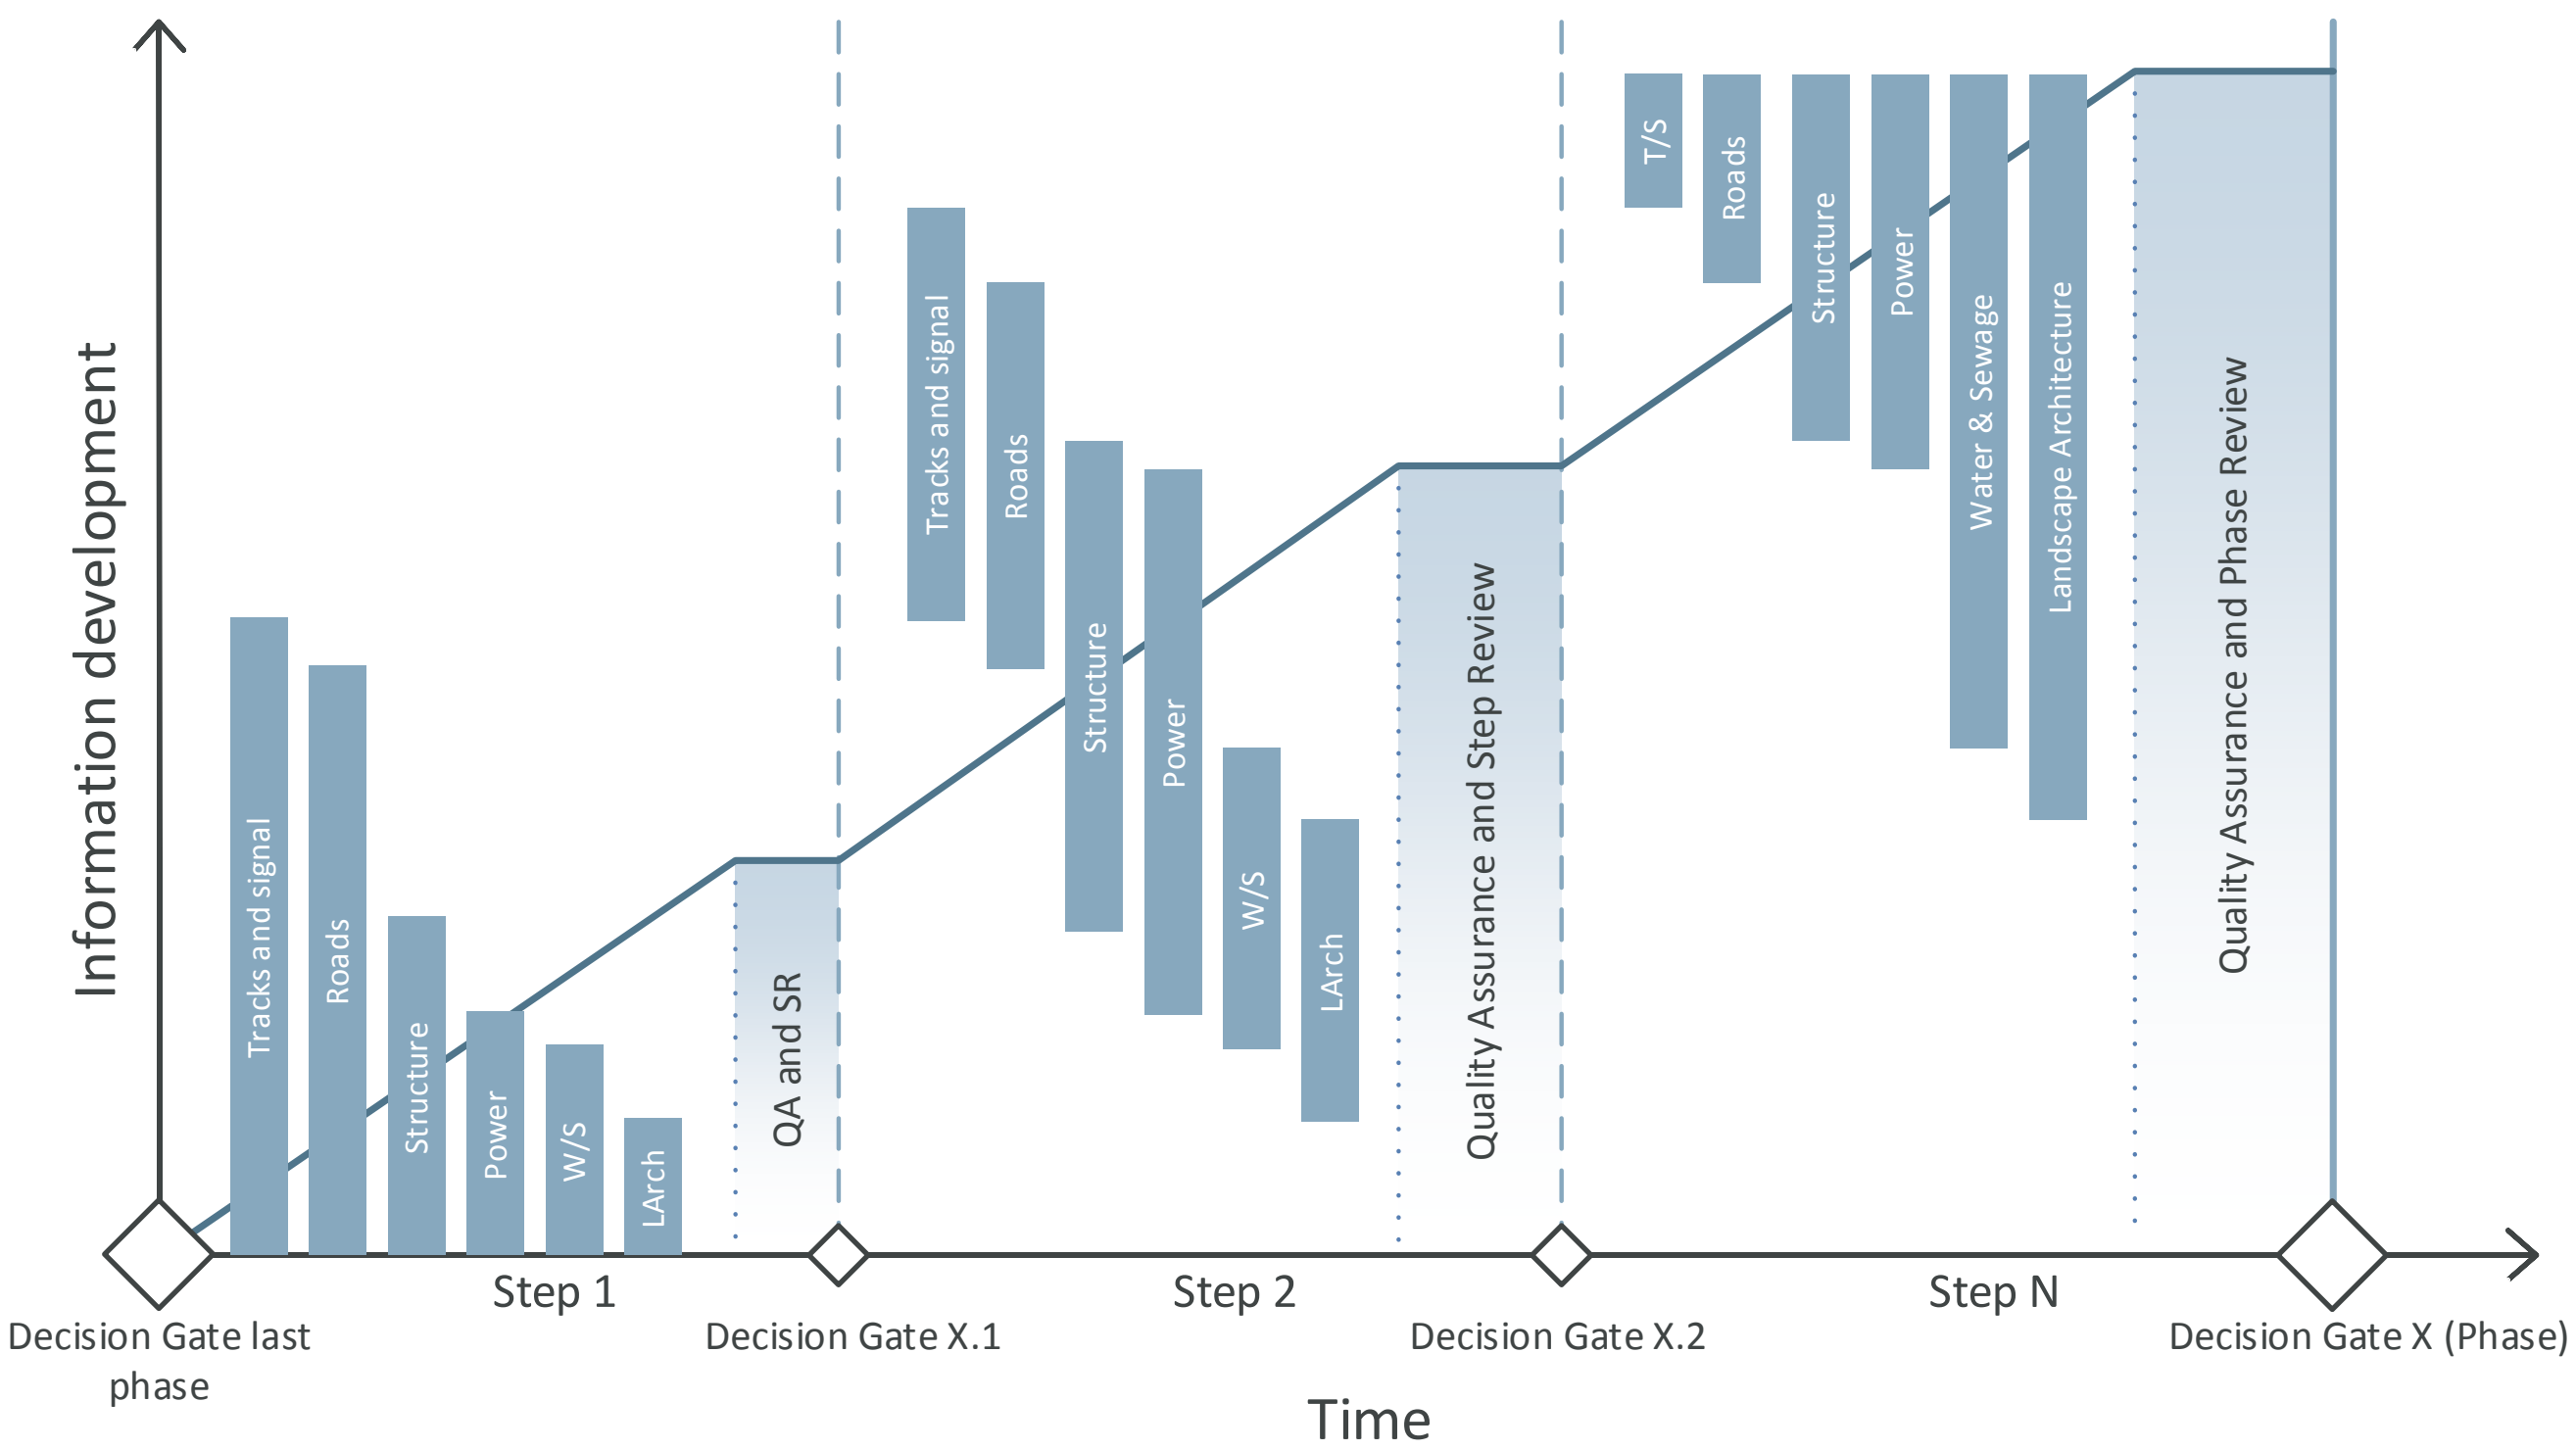 Information development
Tracks and signal
Roads
Structure
Power
W/S
LArch
QA and SR
Tracks and signal
Roads
Structure
Power
W/S
LArch
Quality Assurance and Step Review
T/S
Roads
Structure
Power
Water & Sewage
Landscape Architecture
Quality Assurance and Phase Review
Step 1
Step 2
Step N
Decision Gate last
phase
Decision Gate X.1
Decision Gate X.2
Decision Gate X (Phase)
Time